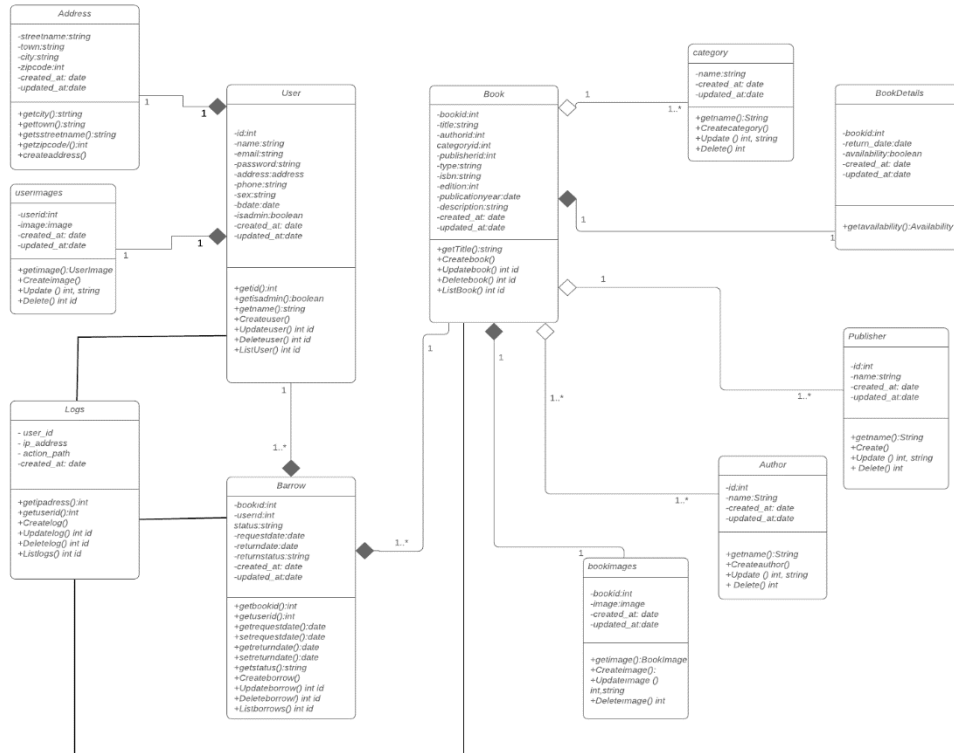 Address
-streetname:string
-town:string
-city:string
-zipcode:int
-created_at: date
-updated_at:date
+getcity():strting
+gettown():string
+getsstreetname():string
+getzipcode/():int
+createaddress()
userimages
-userid:int
-image:image
-created_at: date
-updated_at:date
+getimage():UserImage
+Createimage():
+Update () int, string
+Delete() int id
User
-id:int
-name:string
-email:string
-password:string
-address:address
-phone:string
-sex:string
-bdate:date
-isadmin:boolean
-created_at: date
-updated_at:date
+getid():int
+getisadmin():boolean
+getname():string
+Createuser()
+Updateuser() int id
+Deleteuser() int id
+ListUser() int id
1
1
1
1
1
1..*
Logs
- user_id
- ip_address
- action_path
-created_at: date
+getipadress():int
+getuserid():int
+Createlog()
+Updatelog() int id
+Deletelog() int id
+Listlogs() int id
Barrow
-bookid:int
-userid:int
status:string
-requestdate:date
-returndate:date
-returnstatus:string
-created_at: date
-updated_at:date
+getbookid():int
+getuserid():int
+getrequestdate():date
+setrequestdate():date
+getreturndate():date
+setreturndate():date
+getstatus():string
+Createborrow()
+Updateborrow() int id
+Deleteborrow() int id
+Listborrows() int id
1..*
1
Book
-bookid:int
-title:string
-authorid:int
categoryid:int
-publisherid:int
-type:string
-isbn:string
-edition:int
-publicationyear:date
-description:string
-created_at: date
-updated_at:date
+getTitle():string
+Createbook()
+Updatebook() int id
+Deletebook() int id
+ListBook() int id
1
1..*
category
-name:string
-created_at: date
-updated_at:date
+getname():String
+Createcategory()
+Update () int, string
+Delete() int
BookDetails
-bookid:int
-return_date:date
-availability:boolean
-created_at: date
-updated_at:date
+getavailability():Availability
1
1
1
1..*
Publisher
-id:int
-name:string
-created_at: date
-updated_at:date
+getname():String
+Create()
+Update () int, string
+ Delete() int
1
1..*
1..*
Author
-id:int
-name:String
-created_at: date
-updated_at:date
+getname():String
+Createauthor()
+Update () int, string
+ Delete() int
1
bookimages
-bookid:int
-image:image
-created_at: date
-updated_at:date
+getimage():BookImage
+Createimage():
+Updateimage ()
int,string
+Deleteimage() int